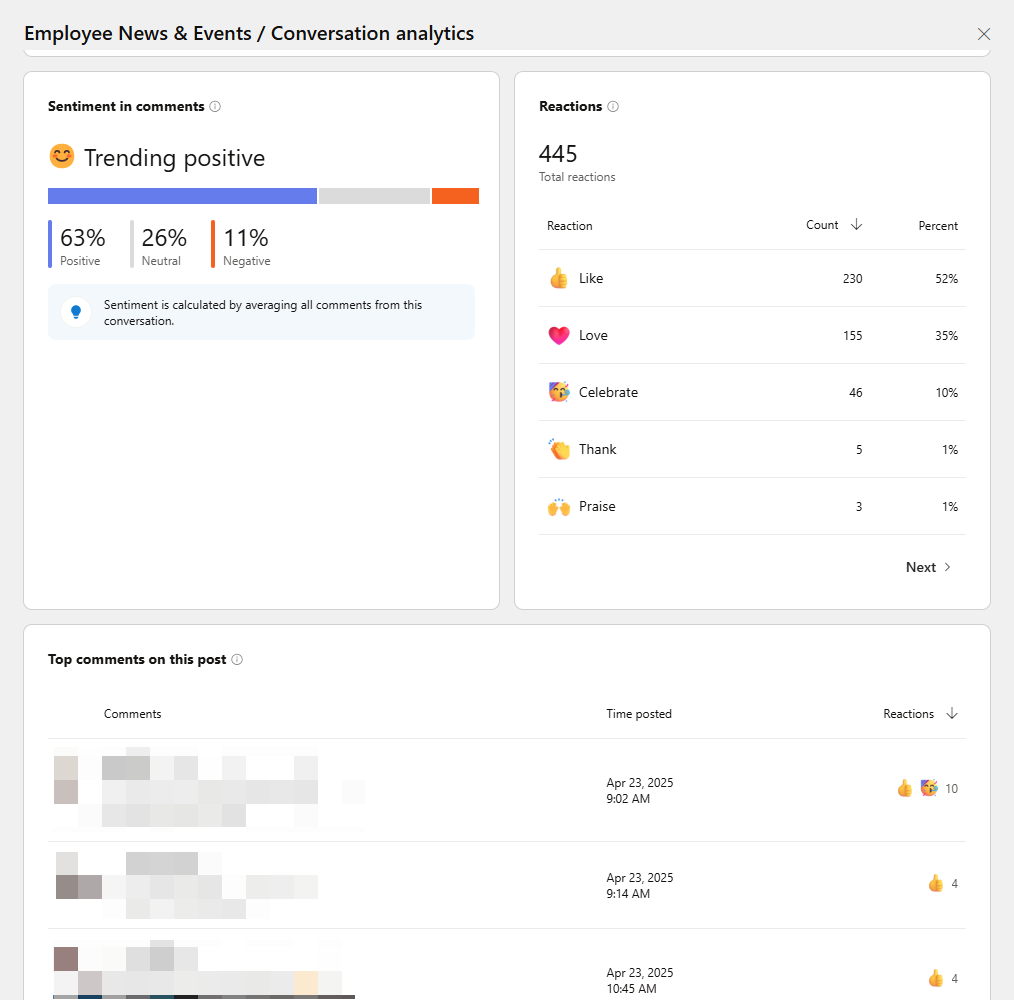 Employee News & Events / Conversation analytics
Sentiment in comments
Trending positive
63% 26% 11%
Positive Neutral Negative
Sentiment is calculated by averaging all comments from this
conversation.
Reactions
445
Total reactions
Reaction Count Percent
Like 230 52%
Love 155 35%
Celebrate 46 10%
Thank 5 1%
Praise 3 1%
Next
Top comments on this post
Comments Time posted Reactions
Apr 23, 2025
9:02 AM
10
Apr 23, 2025
9:14 AM
4
Apr 23, 2025
10:45 AM
4